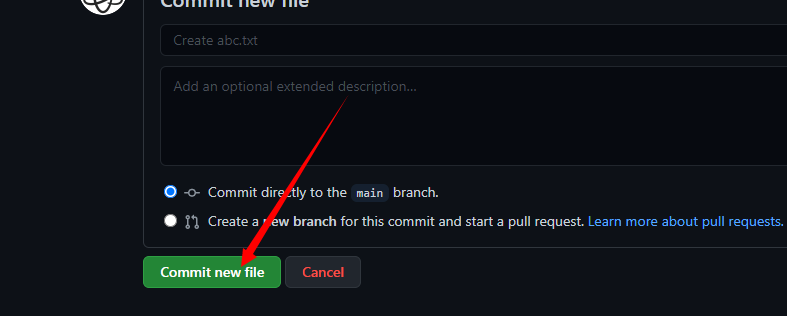 Commit new file
Create abc.txt
Add an optional extended description...
Commit directly to the main branch.
Create a new branch for this commit and start a pull request. Learn more about pull requests.
Commit new file
Cancel